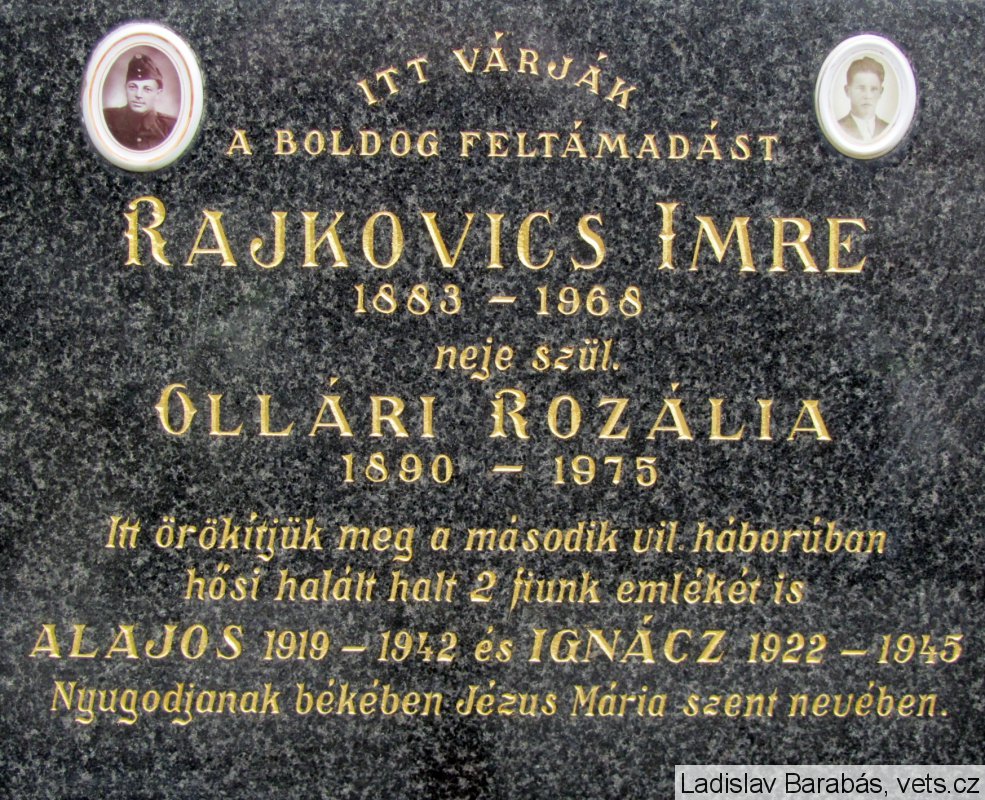 ITT VÁRJÁK
A BOLDOG FELTÁMADÁST
RAJKOVICS IMRE
1883 – 1968
neje szül.
OLLÁRI ROZÁLIA
1890 – 1975
Itt örökítjük meg a második vil. háborúban
hősi halált halt 2 fiunk emlékét is
ALAJOS 1919 – 1942 és IGNÁCZ 1922 – 1945
Nyugodjanak békében Jézus Mária szent nevében.
Ladislav Barabás, vets.cz